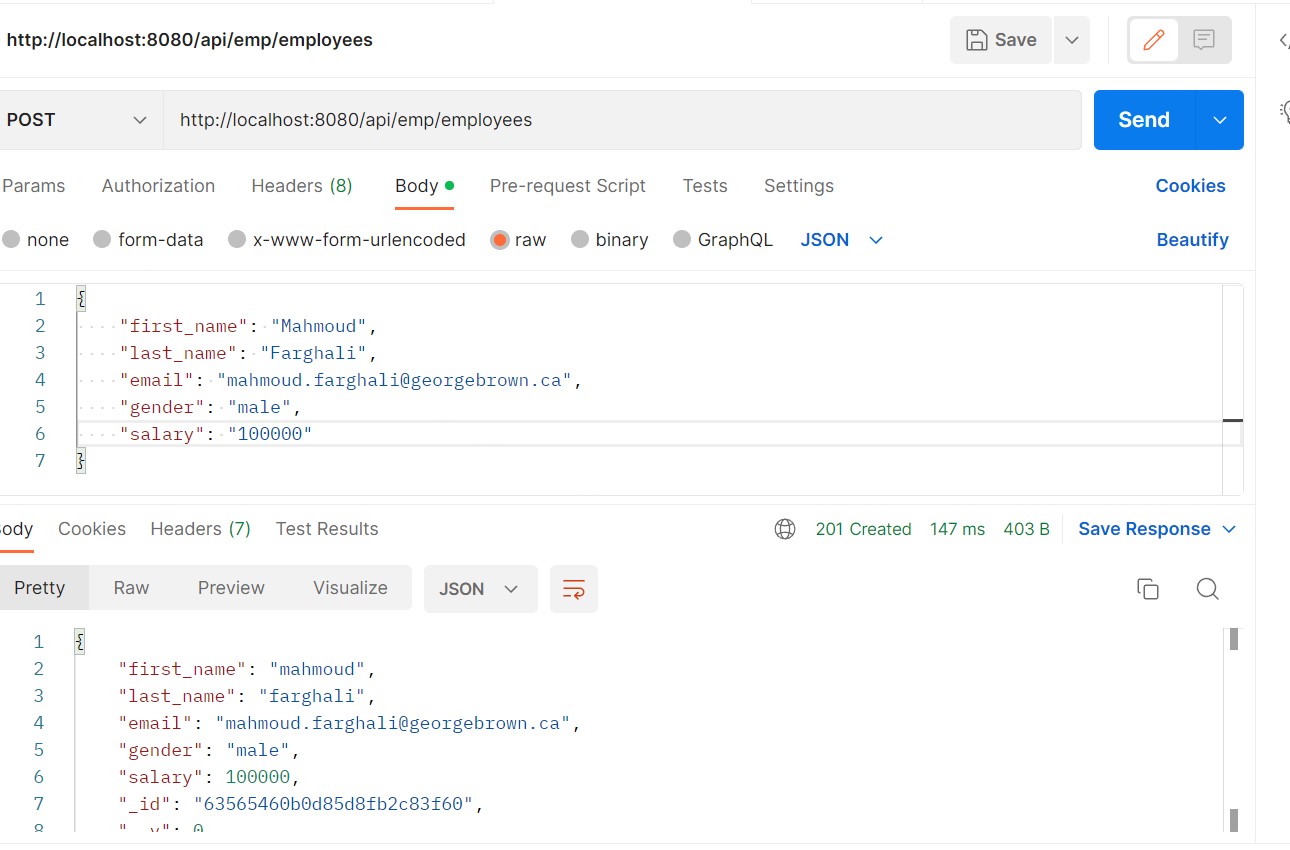 http://localhost:8080/api/emp/employees
Save
POST
http://localhost:8080/api/emp/employees
Send
Params Authorization Headers (8) Body Pre-request Script Tests Settings Cookies
none form-data x-www-form-urlencoded raw binary GraphQL JSON Beautify
1 {
2 "first_name": "Mahmoud",
3 "last_name": "Farghali",
4 "email": "mahmoud.farghali@georgebrown.ca",
5 "gender": "male",
6 "salary": "100000"
7 }
ody Cookies Headers (7) Test Results 201 Created 147 ms 403 B Save Response
Pretty Raw Preview Visualize JSON
1 {
2 "first_name": "mahmoud",
3 "last_name": "farghali",
4 "email": "mahmoud.farghali@georgebrown.ca",
5 "gender": "male",
6 "salary": 100000,
7 "_id": "63565460b0d85d8fb2c83f60",
8 "__v": 0